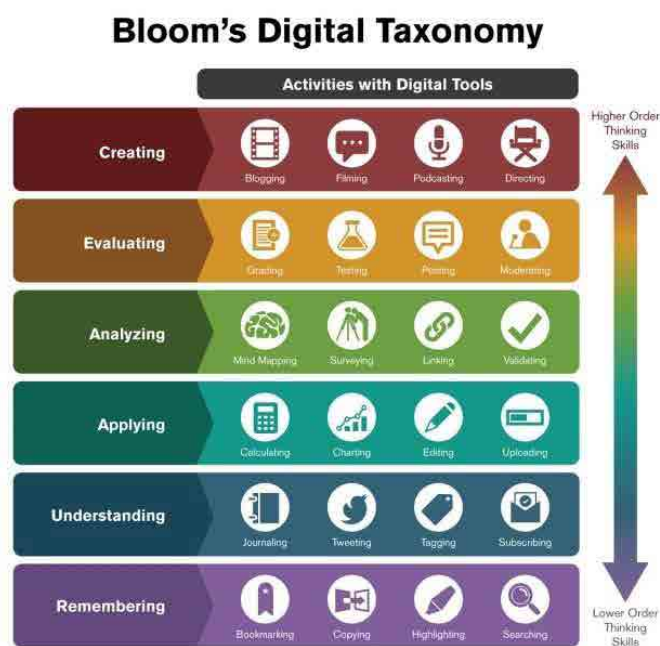 Bloom's Digital Taxonomy
Activities with Digital Tools
Higher Order
Thinking
Skills
Creating
Blogging
Filming
Podcasting
Directing
Evaluating
Grading
Testing
Posting
Moderating
Analyzing
Mind Mapping
Surveying
Linking
Validating
Applying
Calculating
Charting
Editing
Uploading
Understanding
Journaling
Tweeting
Tagging
Subscribing
Remembering
Bookmarking
Copying
Highlighting
Searching
Lower Order
Thinking
Skills